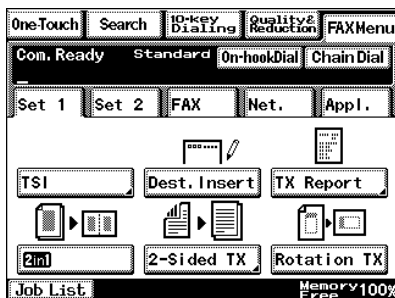 One-Touch Search 10-key Dialing Quality& Reduction FAXMenu
Com. Ready Standard On-hookDial Chain Dial
Set 1 Set 2 FAX Net. Appl.
TSI Dest. Insert TX Report
2in1 2-Sided TX Rotation TX
Job List Memory Free 100%